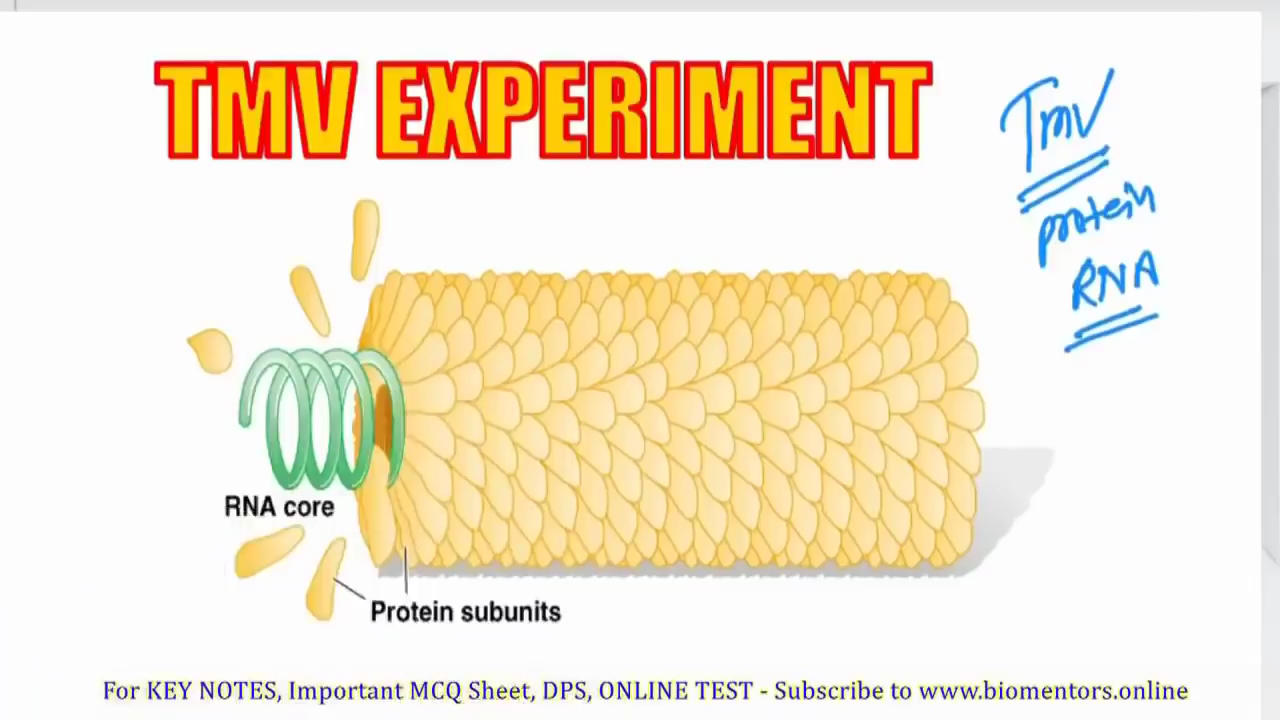 TMV EXPERIMENT
Tmv
protein
RNA
RNA core
Protein subunits
For KEY NOTES, Important MCQ Sheet, DPS, ONLINE TEST - Subscribe to www.biomentors.online